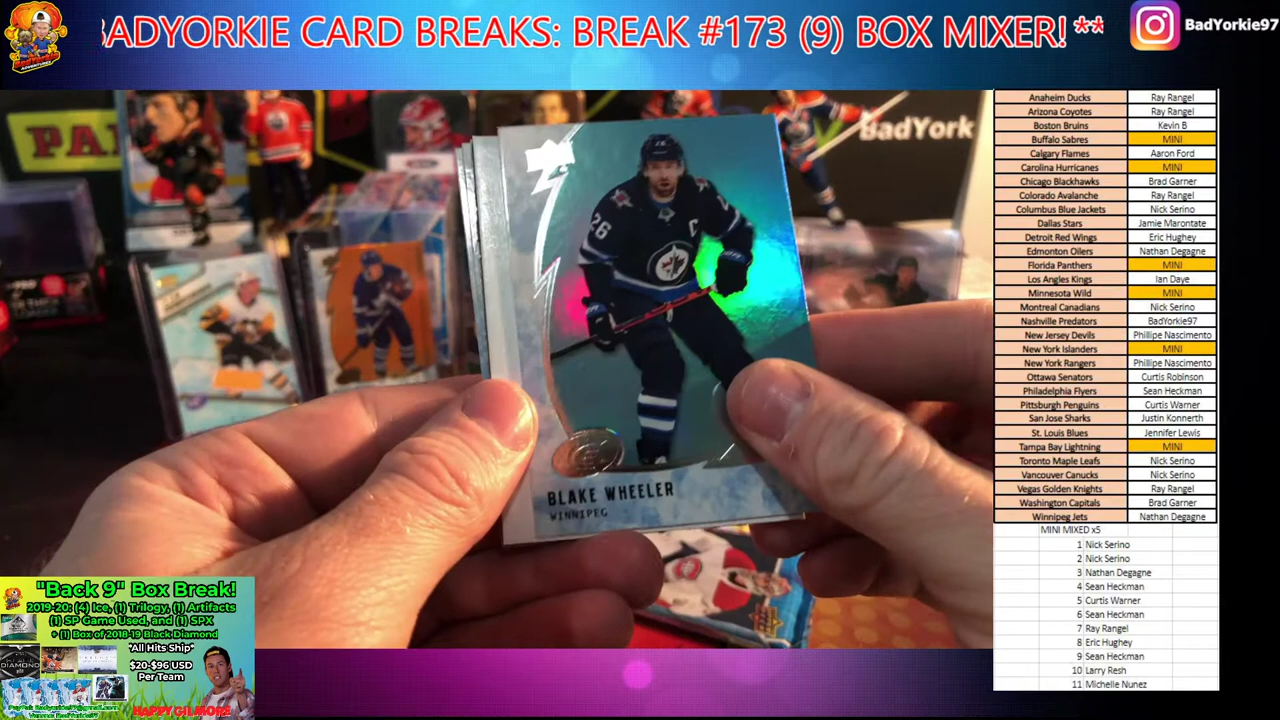 BADYORKIE CARD BREAKS: BREAK #173 (9) BOX MIXER! **
BadYorkie97
BadYork
26
C
BLAKE WHEELER
WINNIPEG
Anaheim Ducks Ray Rangel
Arizona Coyotes Ray Rangel
Boston Bruins Kevin B
Buffalo Sabres MINI
Calgary Flames Aaron Ford
Carolina Hurricanes MINI
Chicago Blackhawks Brad Garner
Colorado Avalanche Ray Rangel
Columbus Blue Jackets Nick Serino
Dallas Stars Jamie Marontate
Detroit Red Wings Eric Hughey
Edmonton Oilers Nathan Degagne
Florida Panthers MINI
Los Angeles Kings Ian Daye
Minnesota Wild MINI
Montreal Canadians Nick Serino
Nashville Predators BadYorkie97
New Jersey Devils Phillipe Nascimento
New York Islanders MINI
New York Rangers Phillipe Nascimento
Ottawa Senators Curtis Robinson
Philadelphia Flyers Sean Heckman
Pittsburgh Penguins Curtis Warner
San Jose Sharks Justin Konnerth
St. Louis Blues Jennifer Lewis
Tampa Bay Lightning MINI
Toronto Maple Leafs Nick Serino
Vancouver Canucks Nick Serino
Vegas Golden Knights Ray Rangel
Washington Capitals Brad Garner
Winnipeg Jets Nathan Degagne
MINI MIXED x5
1 Nick Serino
2 Nick Serino
3 Nathan Degagne
4 Sean Heckman
5 Curtis Warner
6 Sean Heckman
7 Ray Rangel
8 Eric Hughey
9 Sean Heckman
10 Larry Resh
11 Michelle Nunez
"Back 9" Box Break!
2019-20: (4) Ice, (1) Trilogy, (1) Artifacts
(1) SP Game Used, and (1) SPX
+ (1) Box of 2018-19 Black Diamond
*All Hits Ship*
$20-$96 USD
Per Team
HAPPY GILMORE